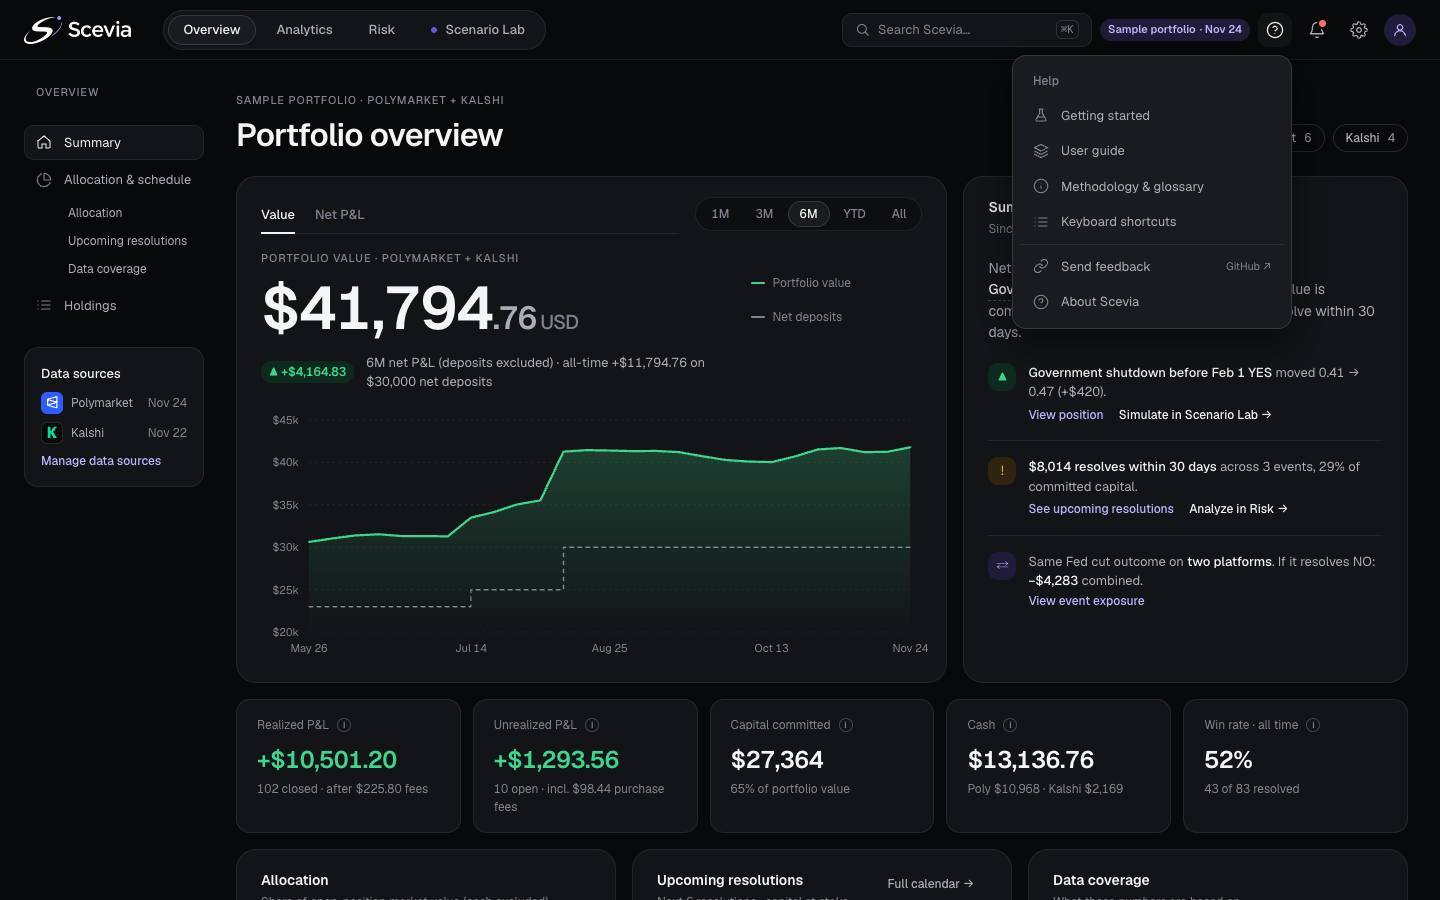 Scevia
Overview
Analytics
Risk
Scenario Lab
Search Scevia...
⌘K
Sample portfolio · Nov 24
OVERVIEW
Summary
Allocation & schedule
Allocation
Upcoming resolutions
Data coverage
Holdings
Data sources
Polymarket Nov 24
Kalshi Nov 22
Manage data sources
SAMPLE PORTFOLIO · POLYMARKET + KALSHI
Portfolio overview
6
Kalshi 4
Help
Getting started
User guide
Methodology & glossary
Keyboard shortcuts
Send feedback GitHub ↗
About Scevia
Value
Net P&L
1M 3M 6M YTD All
PORTFOLIO VALUE · POLYMARKET + KALSHI
$41,794.76 USD
Portfolio value
Net deposits
▲ +$4,164.83
6M net P&L (deposits excluded) · all-time +$11,794.76 on
$30,000 net deposits
$45k
$40k
$35k
$30k
$25k
$20k
May 26 Jul 14 Aug 25 Oct 13 Nov 24
Net
is
within 30
days.
Government shutdown before Feb 1 YES moved 0.41 →
0.47 (+$420).
View position Simulate in Scenario Lab →
$8,014 resolves within 30 days across 3 events, 29% of
committed capital.
See upcoming resolutions Analyze in Risk →
Same Fed cut outcome on two platforms. If it resolves NO:
−$4,283 combined.
View event exposure
Realized P&L
+$10,501.20
102 closed · after $225.80 fees
Unrealized P&L
+$1,293.56
10 open · incl. $98.44 purchase
fees
Capital committed
$27,364
65% of portfolio value
Cash
$13,136.76
Poly $10,968 · Kalshi $2,169
Win rate · all time
52%
43 of 83 resolved
Allocation
Upcoming resolutions
Full calendar →
Data coverage